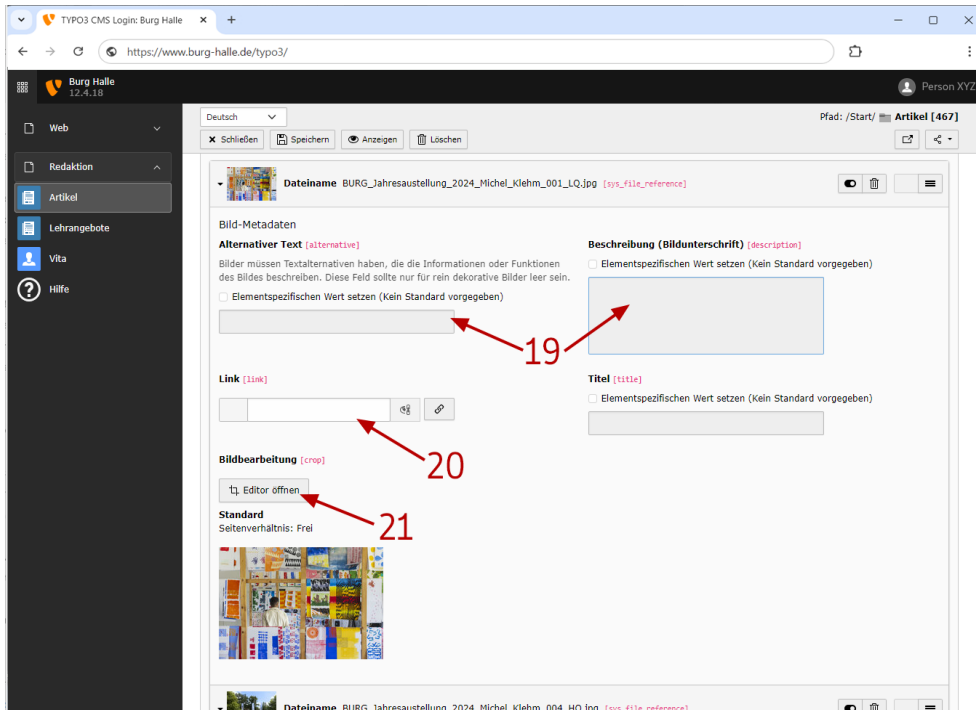 TYPO3 CMS Login: Burg Halle
https://www.burg-halle.de/typo3/
Burg Halle
12.4.18
Person XYZ
Web
Redaktion
Artikel
Lehrangebote
Vita
Hilfe
Deutsch
Pfad: /Start/ Artikel [467]
Schließen Speichern Anzeigen Löschen
Dateiname BURG_Jahresaustellung_2024_Michel_Klehm_001_LQ.jpg [sys_file_reference]
Bild-Metadaten
Alternativer Text [alternative]
Bilder müssen Textalternativen haben, die die Informationen oder Funktionen
des Bildes beschreiben. Diese Feld sollte nur für rein dekorative Bilder leer sein.
Elementspezifischen Wert setzen (Kein Standard vorgegeben)
Beschreibung (Bildunterschrift) [description]
Elementspezifischen Wert setzen (Kein Standard vorgegeben)
19
Link [link]
Titel [title]
Elementspezifischen Wert setzen (Kein Standard vorgegeben)
20
Bildbearbeitung [crop]
Editor öffnen
21
Standard
Seitenverhältnis: Frei
Dateiname BURG_Jahresaustellung_2024_Michel_Klehm_004_HQ.jpg [sys_file_reference]